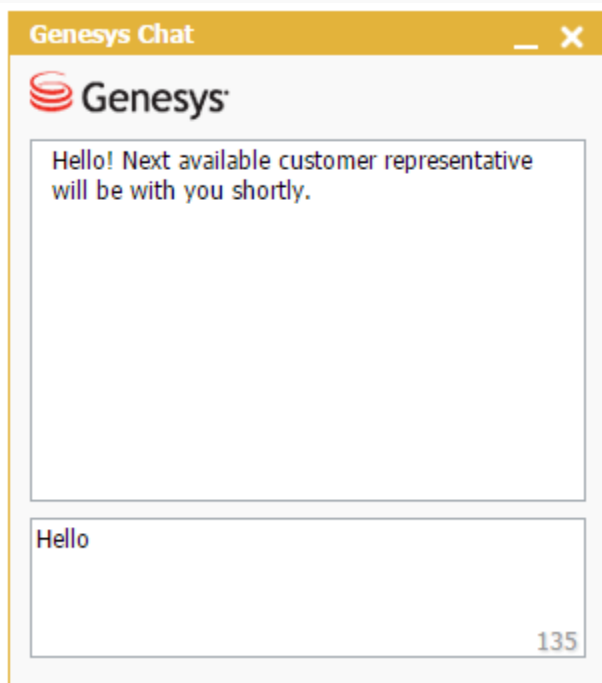 Genesys Chat
Genesys
Hello! Next available customer representative
will be with you shortly.
Hello
135